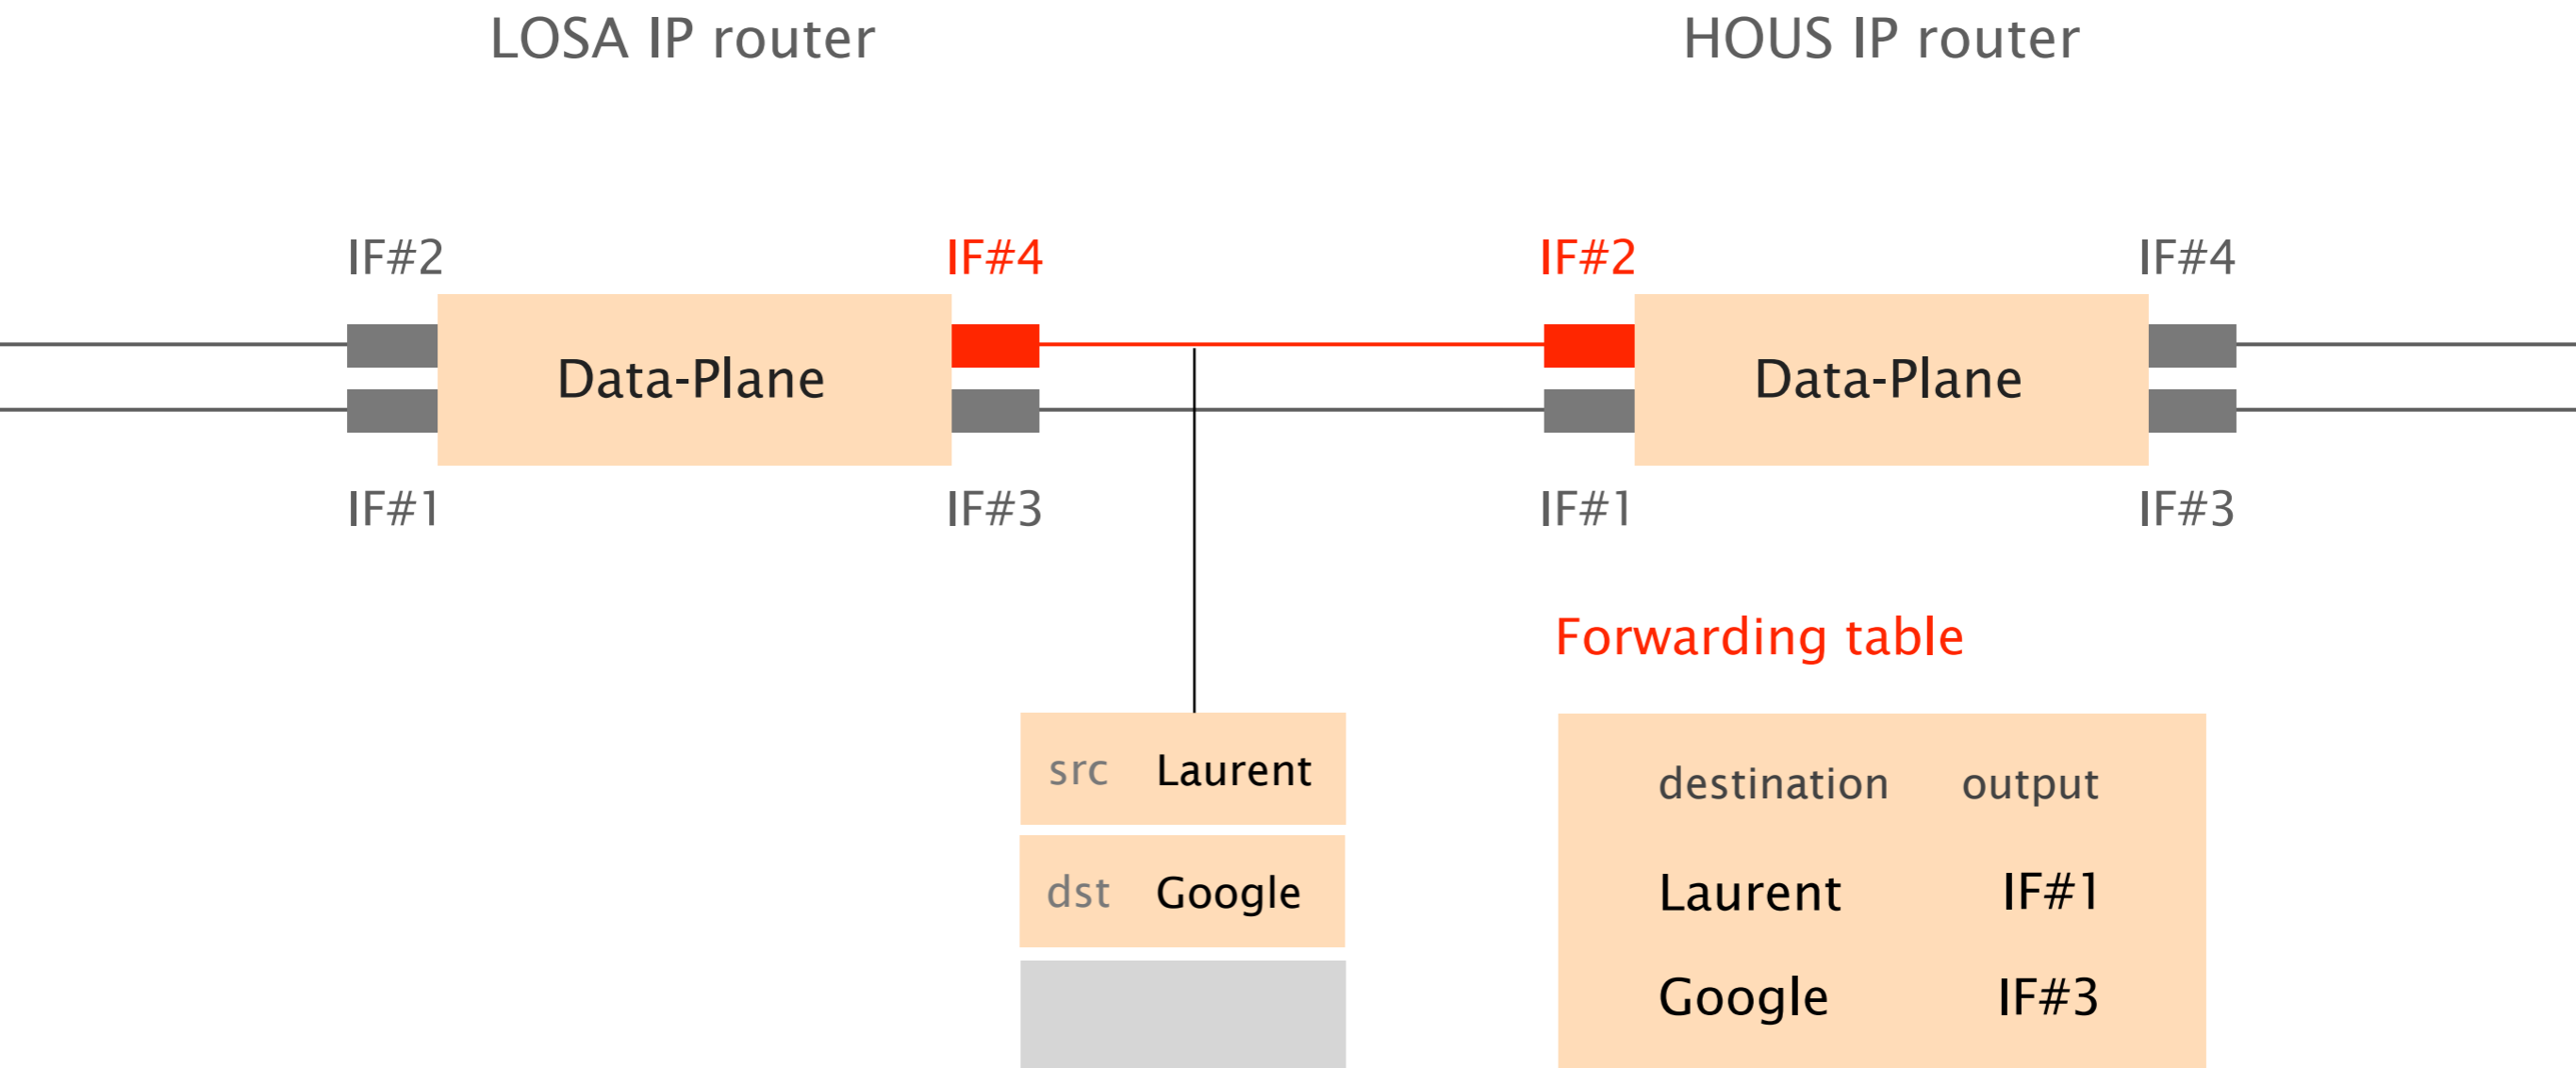 LOSA IP router
HOUS IP router
IF#2
IF#4
IF#2
IF#4
Data-Plane
Data-Plane
IF#1
IF#3
IF#1
IF#3
Forwarding table
src Laurent
dst Google
destination output
Laurent IF#1
Google IF#3